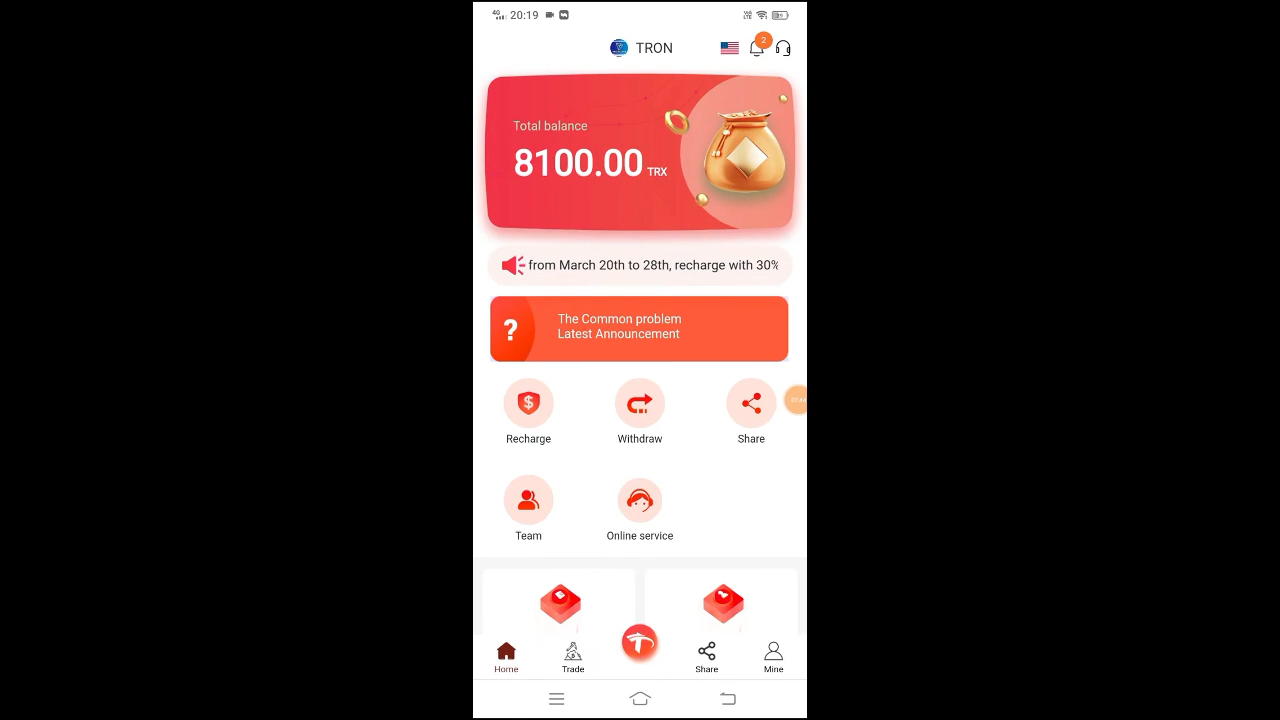 4G 20:19
TRON
2
Total balance
8100.00 TRX
from March 20th to 28th, recharge with 30%
?
The Common problem
Latest Announcement
Recharge
Withdraw
Share
Team
Online service
Home
Trade
Share
Mine